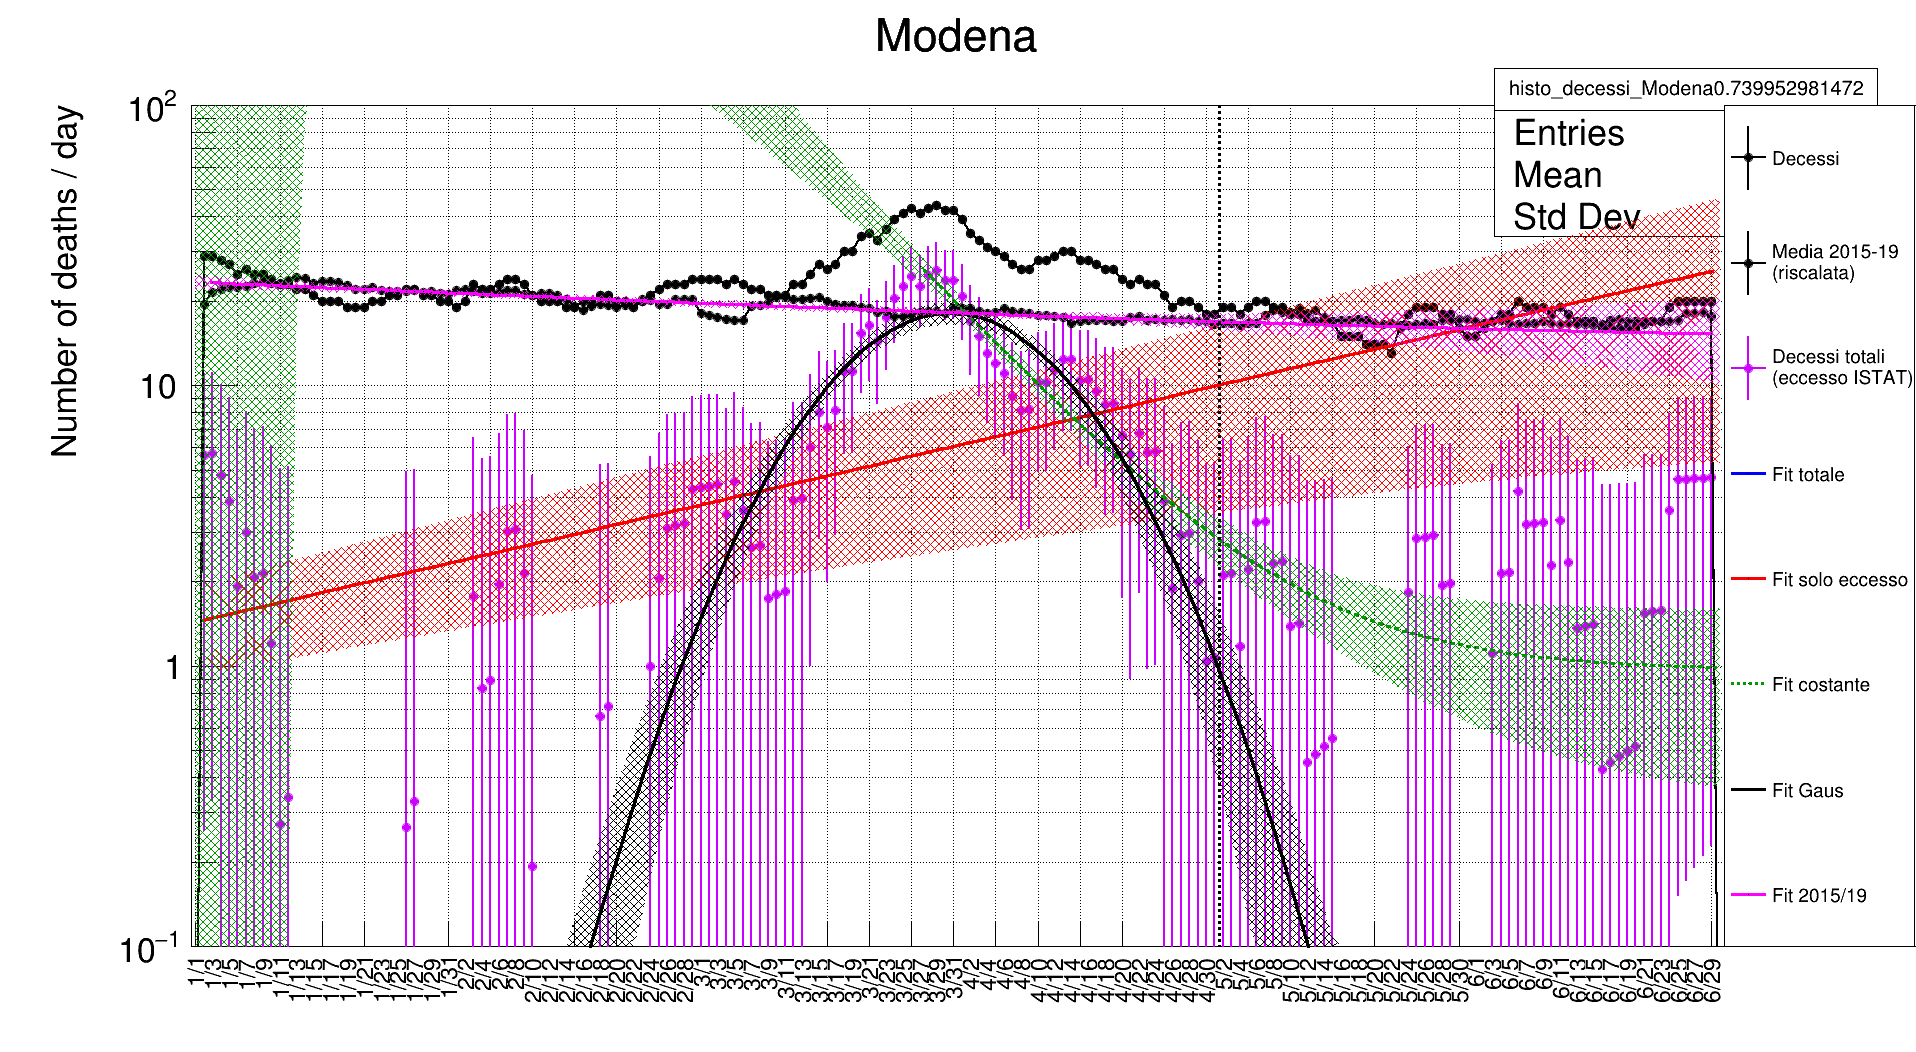 Modena
histo_decessi_Modena0.739952981472
Entries
Mean
Std Dev
Number of deaths / day
10²
10
1
10⁻¹
Decessi
Media 2015-19
(riscalata)
Decessi totali
(eccesso ISTAT)
Fit totale
Fit solo eccesso
Fit costante
Fit Gaus
Fit 2015/19
1/1 1/3 1/5 1/7 1/9 1/11 1/13 1/15 1/17 1/19 1/21 1/23 1/25 1/27 1/29 1/31 2/2 2/4 2/6 2/8 2/10 2/12 2/14 2/16 2/18 2/20 2/22 2/24 2/26 2/28 3/1 3/3 3/5 3/7 3/9 3/11 3/13 3/15 3/17 3/19 3/21 3/23 3/25 3/27 3/29 3/31 4/2 4/4 4/6 4/8 4/10 4/12 4/14 4/16 4/18 4/20 4/22 4/24 4/26 4/28 4/30 5/2 5/4 5/6 5/8 5/10 5/12 5/14 5/16 5/18 5/20 5/22 5/24 5/26 5/28 5/30 6/1 6/3 6/5 6/7 6/9 6/11 6/13 6/15 6/17 6/19 6/21 6/23 6/25 6/27 6/29